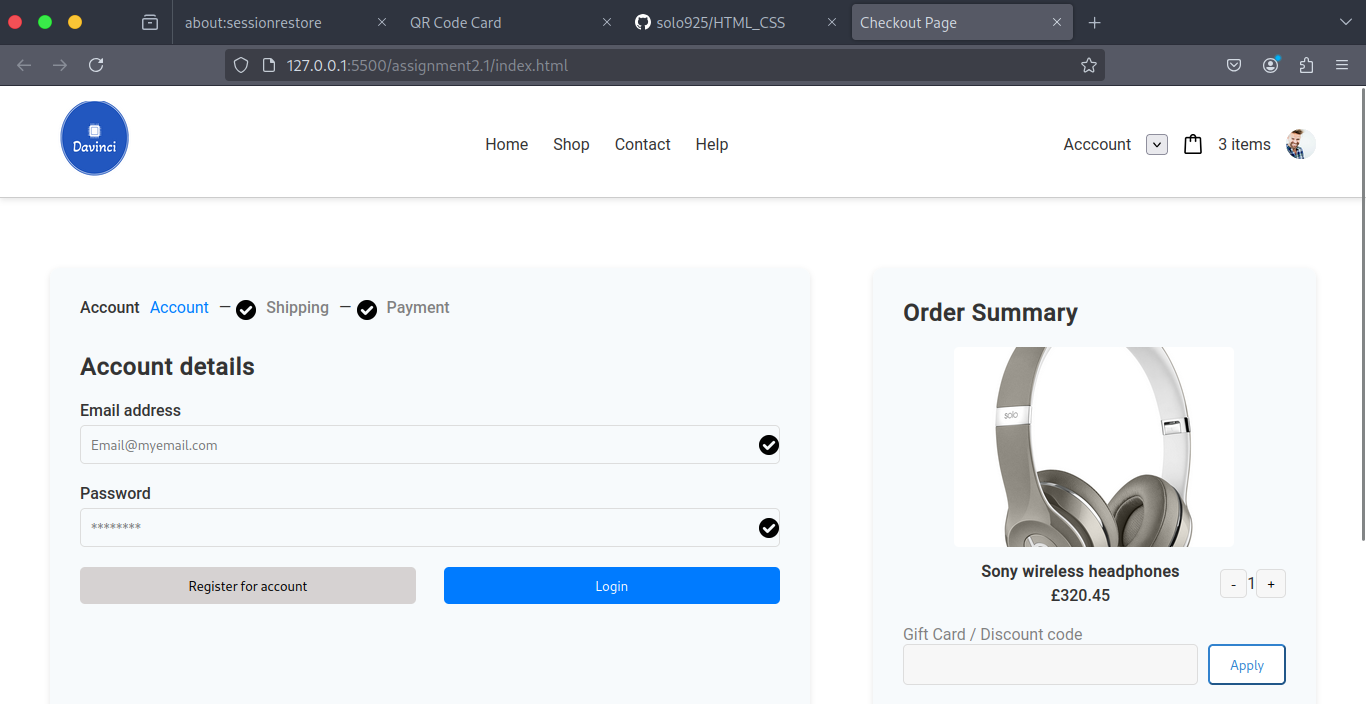 about:sessionrestore
QR Code Card
solo925/HTML_CSS
Checkout Page
127.0.0.1:5500/assignment2.1/index.html
Davinci
Home
Shop
Contact
Help
Acccount
3 items
Account Account — Shipping — Payment
Account details
Email address
Email@myemail.com
Password
********
Register for account
Login
Order Summary
solo
Sony wireless headphones
£320.45
- 1 +
Gift Card / Discount code
Apply